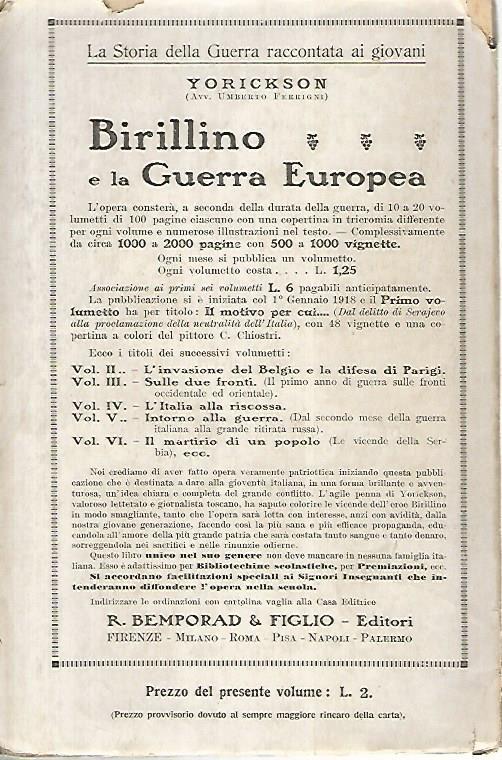 La Storia della Guerra raccontata ai giovani
YORICKSON
(Avv. Umberto Ferrigni)
Birillino
e la Guerra Europea
L'opera consterà, a seconda della durata della guerra, di 10 a 20 vo-
lumetti di 100 pagine ciascuno con una copertina in tricromia differente
per ogni volume e numerose illustrazioni nel testo. — Complessivamente
da circa 1000 a 2000 pagine con 500 a 1000 vignette.
Ogni mese si pubblica un volumetto.
Ogni volumetto costa . . . . L. 1,25
Associazione ai primi sei volumetti L. 6 pagabili anticipatamente.
La pubblicazione si è iniziata col 1° Gennaio 1918 e il Primo vo-
lumetto ha per titolo: Il motivo per cui.... (Dal delitto di Serajevo
alla proclamazione della neutralità dell'Italia), con 48 vignette e una co-
pertina a colori del pittore C. Chiostri.
Ecco i titoli dei successivi volumetti:
Vol. II.. - L'invasione del Belgio e la difesa di Parigi.
Vol. III. - Sulle due fronti. (Il primo anno di guerra sulle fronti
occidentale ed orientale).
Vol. IV. - L'Italia alla riscossa.
Vol. V.. - Intorno alla guerra. (Dal secondo mese della guerra
italiana alla grande ritirata russa).
Vol. VI. - Il martirio di un popolo (Le vicende della Ser-
bia), ecc.
Noi crediamo di aver fatto opera veramente patriottica iniziando questa pubbli-
cazione che è destinata a dare alla gioventù italiana, in una forma brillante e avven-
turosa, un'idea chiara e completa del grande conflitto. L'agile penna di Yorickson,
valoroso letterato e giornalista toscano, ha saputo colorire le vicende dell'eroe Birillino
in modo smagliante, tanto che l'opera sarà letta con interesse, anzi con avidità, dalla
nostra giovane generazione, facendo così la più sana e più efficace propaganda, edu-
candola all'amore della più grande patria che sarà costata tanto sangue e tanto denaro,
sorreggendola nei sacrifici e nelle rinunzie odierne.
Questo libro unico nel suo genere non deve mancare in nessuna famiglia ita-
liana. Esso è adattissimo per Bibliotechine scolastiche, per Premiazioni, ecc.
Si accordano facilitazioni speciali ai Signori Insegnanti che in-
tenderanno diffondere l'opera nella scuola.
Indirizzare le ordinazioni con cartolina vaglia alla Casa Editrice
R. BEMPORAD & FIGLIO - Editori
FIRENZE - MILANO - ROMA - PISA - NAPOLI - PALERMO
Prezzo del presente volume: L. 2.
(Prezzo provvisorio dovuto al sempre maggiore rincaro della carta).